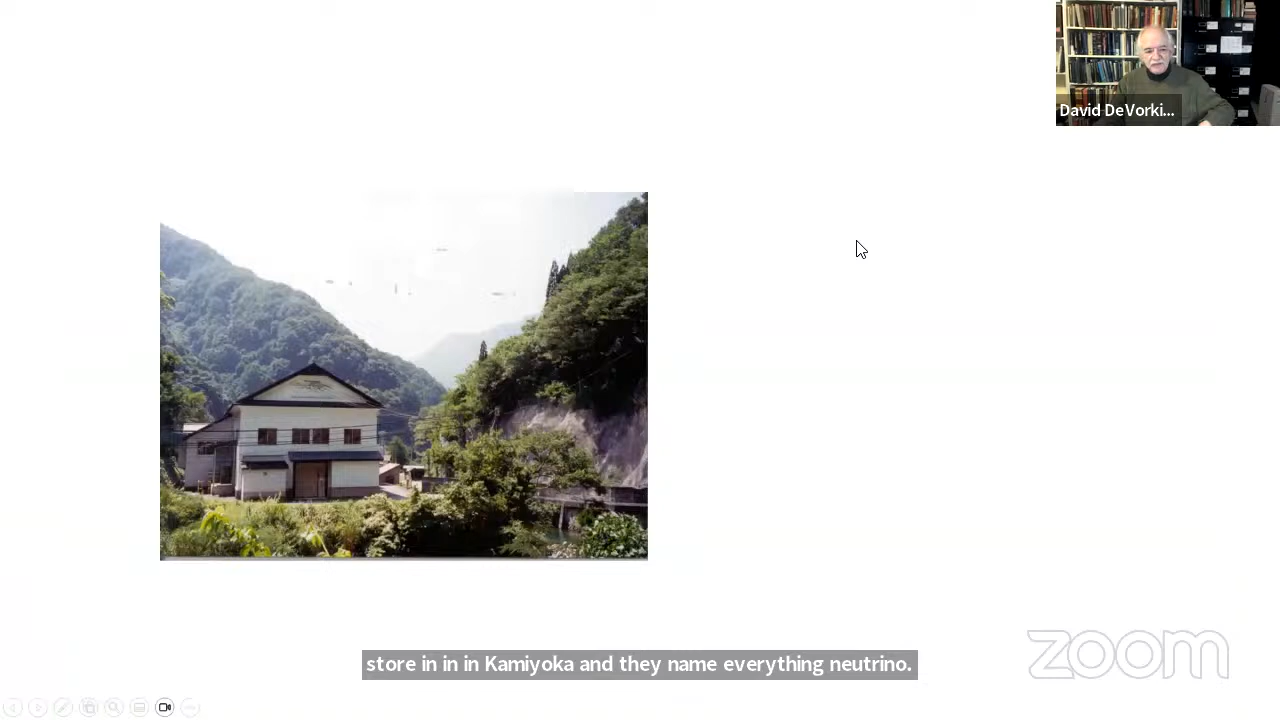 David DeVorki...
store in in in Kamiyoka and they name everything neutrino.
zoom